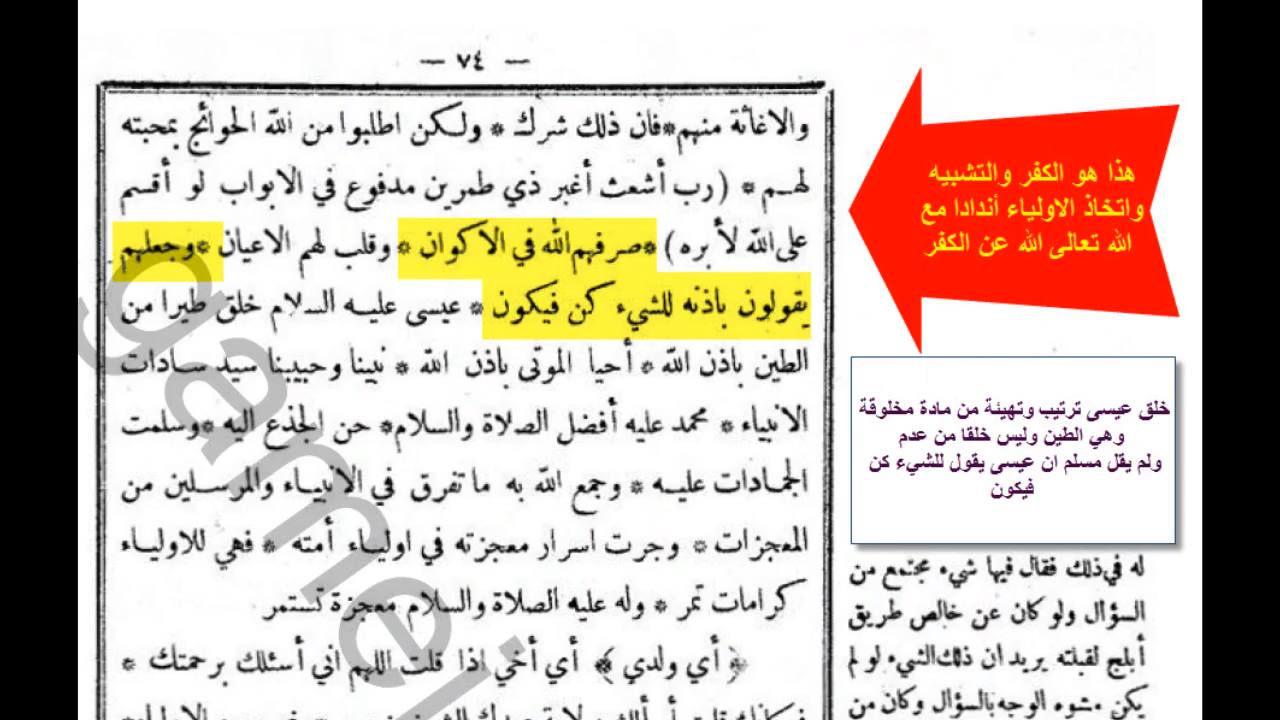 — ٧٤ —
والاغاثة منهم*فان ذلك شرك * ولكن اطلبوا من الله الحوائج بمحبته
لهم * (رب أشعث أغبر ذي طمرين مدفوع في الابواب لو أقسم
على الله لأبره) *صرفهم الله في الاكوان * وقلب لهم الاعيان *وجعلهم
يقولون باذنه للشيء كن فيكون * عيسى عليه السلام خلق طيرا من
الطين باذن الله * أحيا الموتى باذن الله * نبينا وحبيبنا سيد سادات
الانبياء * محمد عليه أفضل الصلاة والسلام* حن الجذع اليه *وسلمت
الجمادات عليه * وجمع الله به ما تفرق في الانبياء والمرسلين من
المعجزات * وجرت اسرار معجزته في اولياء أمته * فهي للاولياء
كرامات تمر * وله عليه الصلاة والسلام معجزة تستمر
﴿ أي ولدي ﴾ أي أخي اذا قلت اللهم اني أسئلك برحمتك *
هذا هو الكفر والتشبيه
واتخاذ الاولياء أندادا مع
الله تعالى الله عن الكفر
خلق عيسى ترتيب وتهيئة من مادة مخلوقة
وهي الطين وليس خلقا من عدم
ولم يقل مسلم ان عيسى يقول للشيء كن
فيكون
له في ذلك فقال فيها شيء مجتمع من
السؤال ولو كان عن خالص طريق
أبلج لقبلته يريد ان ذلك الشيء لو لم
يكن مشوه الوجه بالسؤال وكان من
gamei